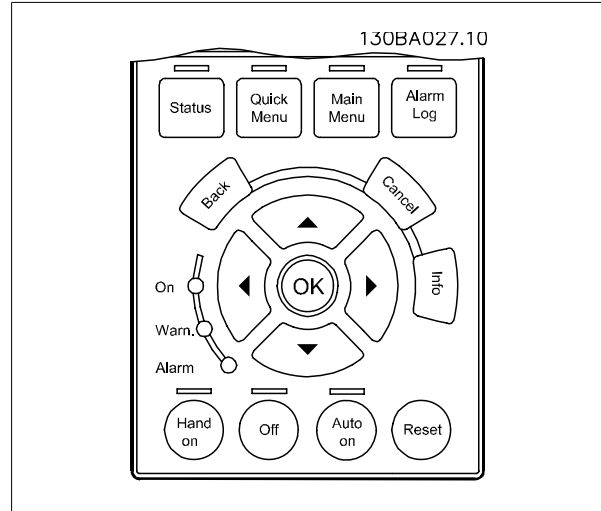 130BA027.10
Status
Quick
Menu
Main
Menu
Alarm
Log
Back
Cancel
Info
OK
On
Warn.
Alarm
Hand
on
Off
Auto
on
Reset